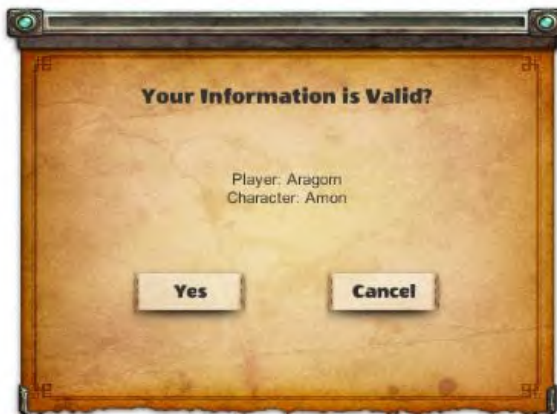 Your Information is Valid?
Player: Aragorn
Character: Amon
Yes
Cancel